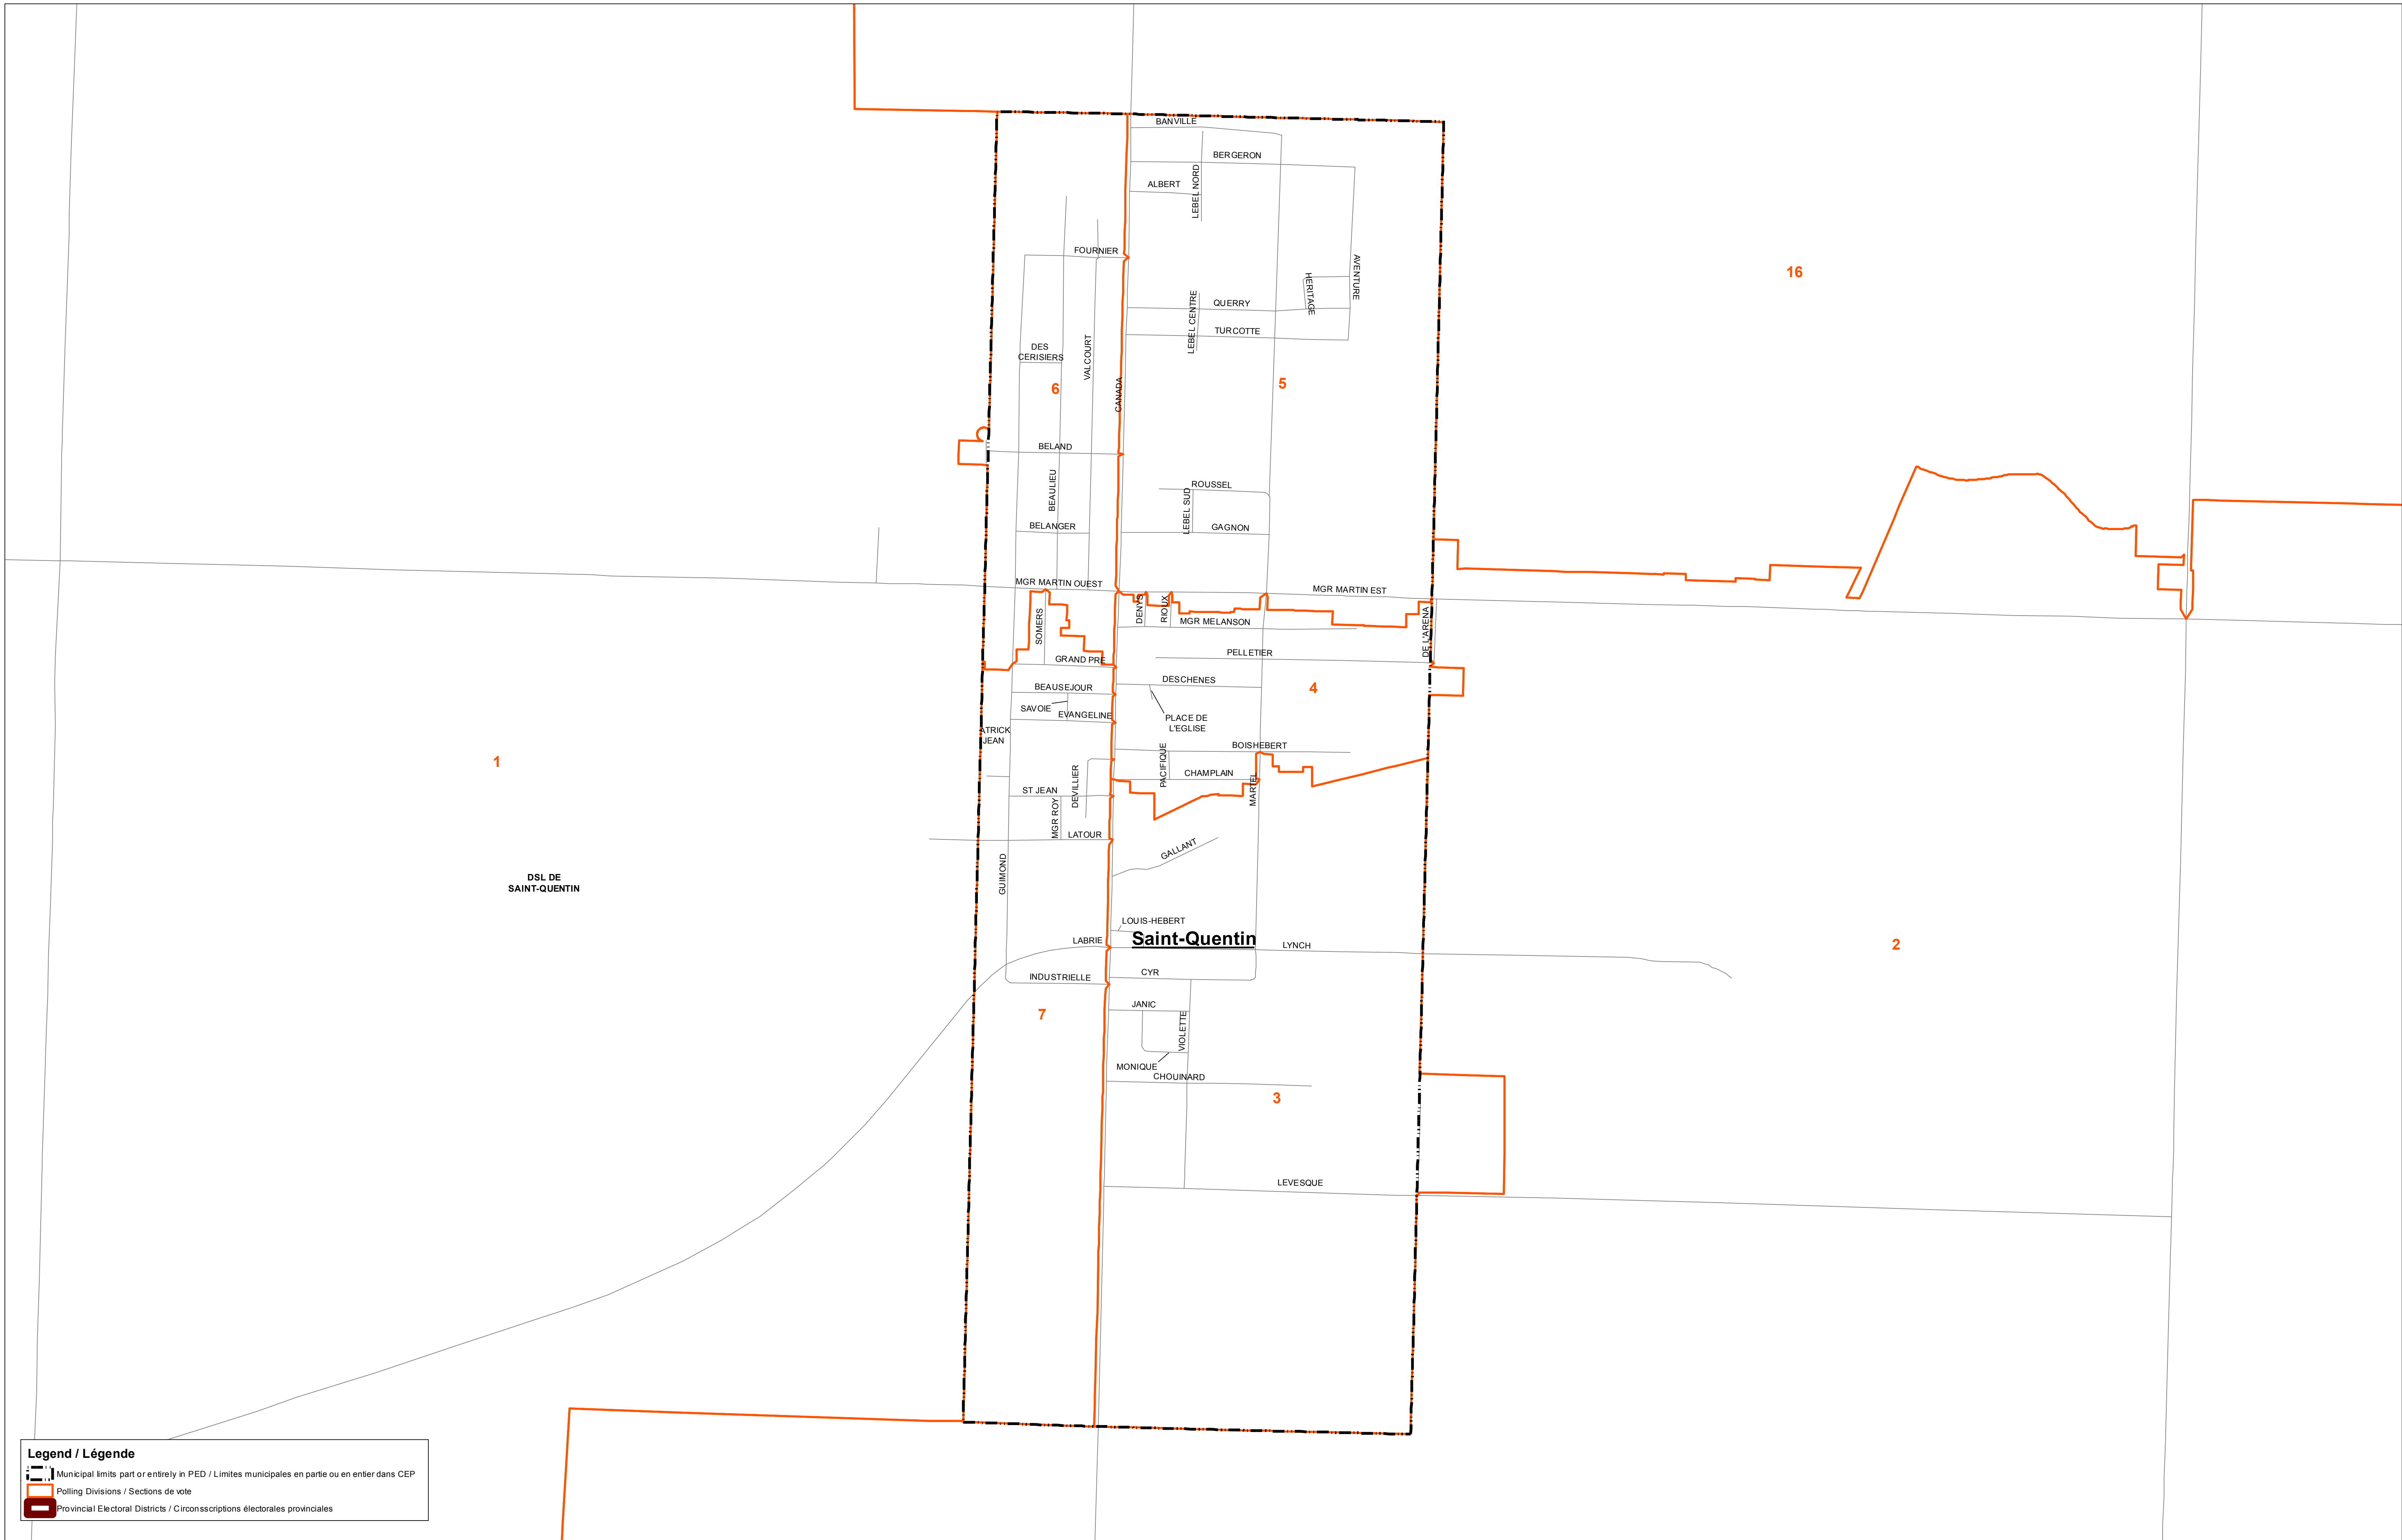 BANVILLE
BERGERON
ALBERT
LEBEL NORD
FOURNIER
AVENTURE
HERITAGE
16
QUERRY
LEBEL CENTRE
TURCOTTE
DES
CERISIERS
VALCOURT
6
CANADA
5
BELAND
BEAULIEU
ROUSSEL
LEBEL SUD
BELANGER
GAGNON
MGR MARTIN OUEST
MGR MARTIN EST
DENYS
RIOUX
SOMERS
MGR MELANSON
DE L'ARENA
GRAND PRE
PELLETIER
BEAUSEJOUR
DESCHENES
4
SAVOIE
EVANGELINE
PLACE DE
L'EGLISE
ATRICK
JEAN
1
BOISHEBERT
PACIFIQUE
CHAMPLAIN
DEVILLIER
MARTEL
ST JEAN
MGR ROY
LATOUR
GALLANT
GUIMOND
DSL DE
SAINT-QUENTIN
LOUIS-HEBERT
LABRIE
Saint-Quentin
LYNCH
2
INDUSTRIELLE
CYR
JANIC
7
VIOLETTE
MONIQUE
CHOUINARD
3
LEVESQUE
Legend / Légende
Municipal limits part or entirely in PED / Limites municipales en partie ou en entier dans CEP
Polling Divisions / Sections de vote
Provincial Electoral Districts / Circonsscriptions électorales provinciales